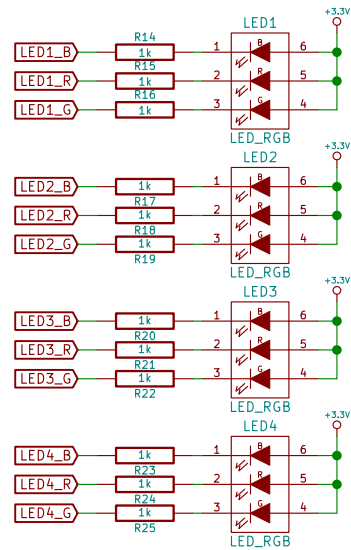 LED1
+3.3V
R14
LED1_B 1k 1 B 6
R15
LED1_R 1k 2 R 5
R16
LED1_G 1k 3 G 4
LED_RGB
LED2
+3.3V
LED2_B 1k 1 B 6
R17
LED2_R 1k 2 R 5
R18
LED2_G 1k 3 G 4
R19
LED_RGB
LED3
+3.3V
LED3_B 1k 1 B 6
R20
LED3_R 1k 2 R 5
R21
LED3_G 1k 3 G 4
R22
LED_RGB
LED4
+3.3V
LED4_B 1k 1 B 6
R23
LED4_R 1k 2 R 5
R24
LED4_G 1k 3 G 4
R25
LED_RGB